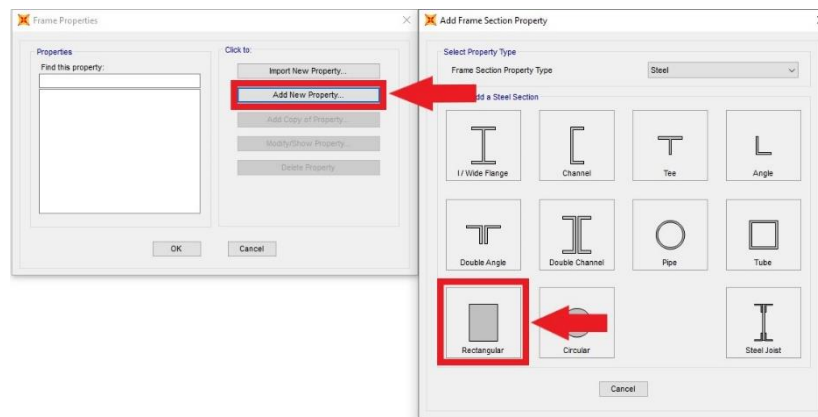 Frame Properties
Properties
Find this property:
Click to:
Import New Property...
Add New Property...
Add Copy of Property...
Modify/Show Property...
Delete Property
OK
Cancel
Add Frame Section Property
Select Property Type
Frame Section Property Type
Steel
dd a Steel Section
I / Wide Flange
Channel
Tee
Angle
Double Angle
Double Channel
Pipe
Tube
Rectangular
Circular
Steel Joist
Cancel